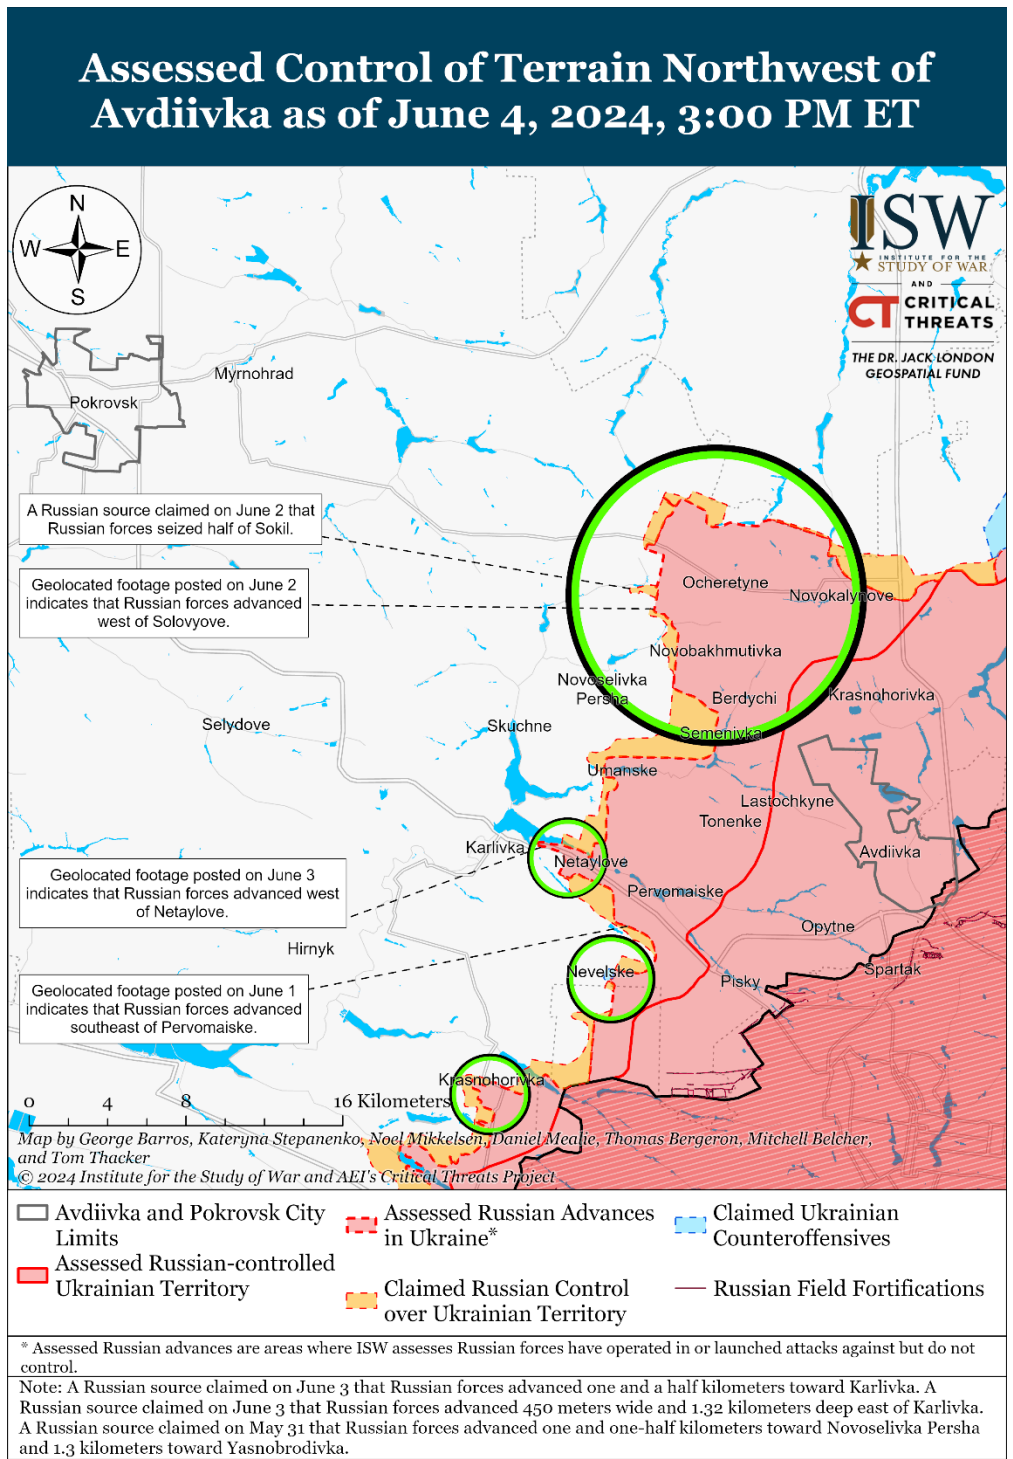 Assessed Control of Terrain Northwest of
Avdiivka as of June 4, 2024, 3:00 PM ET
N
W
E
S
ISW
INSTITUTE FOR THE
STUDY OF WAR
AND
CT CRITICAL
THREATS
THE DR. JACK LONDON
GEOSPATIAL FUND
Myrnohrad
Pokrovsk
A Russian source claimed on June 2 that
Russian forces seized half of Sokil.
Geolocated footage posted on June 2
indicates that Russian forces advanced
west of Solovyove.
Ocheretyne
Novokalynove
Novobakhmutivka
Novoselivka
Persha
Berdychi
Krasnohorivka
Selydove
Skuchne
Semenivka
Umanske
Lastochkyne
Tonenke
Karlivka
Netaylove
Avdiivka
Geolocated footage posted on June 3
indicates that Russian forces advanced west
of Netaylove.
Pervomaiske
Opytne
Hirnyk
Nevelske
Spartak
Pisky
Geolocated footage posted on June 1
indicates that Russian forces advanced
southeast of Pervomaiske.
Krasnohorivka
0 4 8 16 Kilometers
Map by George Barros, Kateryna Stepanenko, Noel Mikkelsen, Daniel Mealie, Thomas Bergeron, Mitchell Belcher,
and Tom Thacker
© 2024 Institute for the Study of War and AEI's Critical Threats Project
Avdiivka and Pokrovsk City
Limits
Assessed Russian-controlled
Ukrainian Territory
Assessed Russian Advances
in Ukraine*
Claimed Russian Control
over Ukrainian Territory
Claimed Ukrainian
Counteroffensives
Russian Field Fortifications
* Assessed Russian advances are areas where ISW assesses Russian forces have operated in or launched attacks against but do not
control.
Note: A Russian source claimed on June 3 that Russian forces advanced one and a half kilometers toward Karlivka. A
Russian source claimed on June 3 that Russian forces advanced 450 meters wide and 1.32 kilometers deep east of Karlivka.
A Russian source claimed on May 31 that Russian forces advanced one and one-half kilometers toward Novoselivka Persha
and 1.3 kilometers toward Yasnobrodivka.